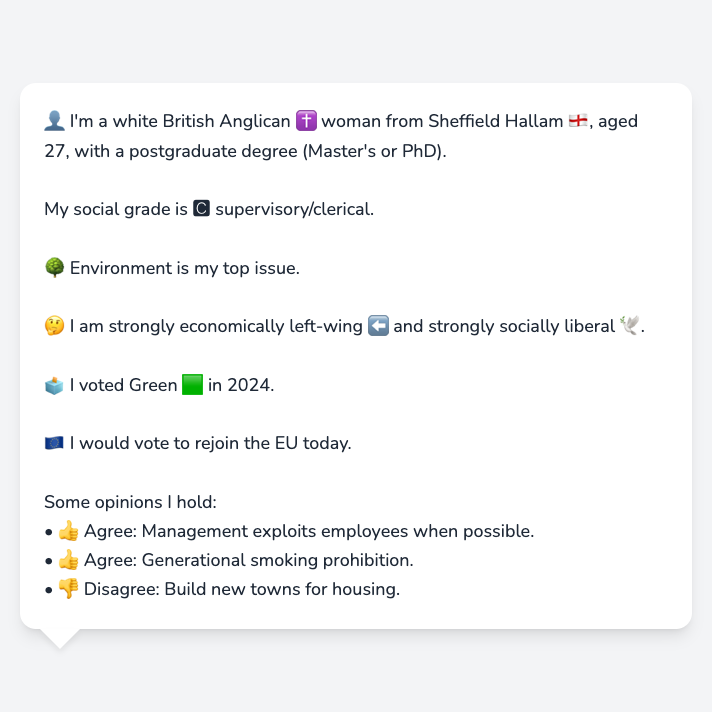 👤 I'm a white British Anglican ✝️ woman from Sheffield Hallam 🏴󠁧󠁢󠁥󠁮󠁧󠁿, aged
27, with a postgraduate degree (Master's or PhD).
My social grade is 🅲 supervisory/clerical.
🌳 Environment is my top issue.
🤔 I am strongly economically left-wing ⬅️ and strongly socially liberal 🕊️.
🗳️ I voted Green 🟩 in 2024.
🇪🇺 I would vote to rejoin the EU today.
Some opinions I hold:
• 👍 Agree: Management exploits employees when possible.
• 👍 Agree: Generational smoking prohibition.
• 👎 Disagree: Build new towns for housing.